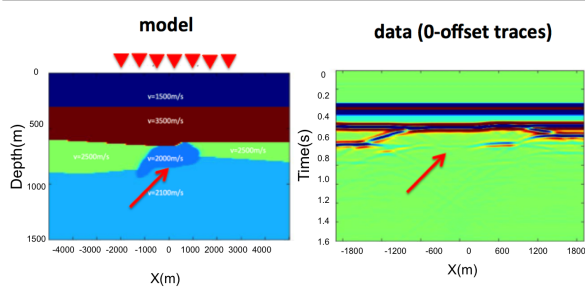 model
data (0-offset traces)
0
500
1000
1500
Depth(m)
v=1500m/s
v=3500m/s
v=2500m/s
v=2500m/s
v=2000m/s
v=2100m/s
-4000 -3000 -2000 -1000 0 1000 2000 3000 4000
X(m)
0
0.2
0.4
0.6
0.8
1.0
1.2
1.4
1.6
Time(s)
-1800 -1200 -600 0 600 1200 1800
X(m)